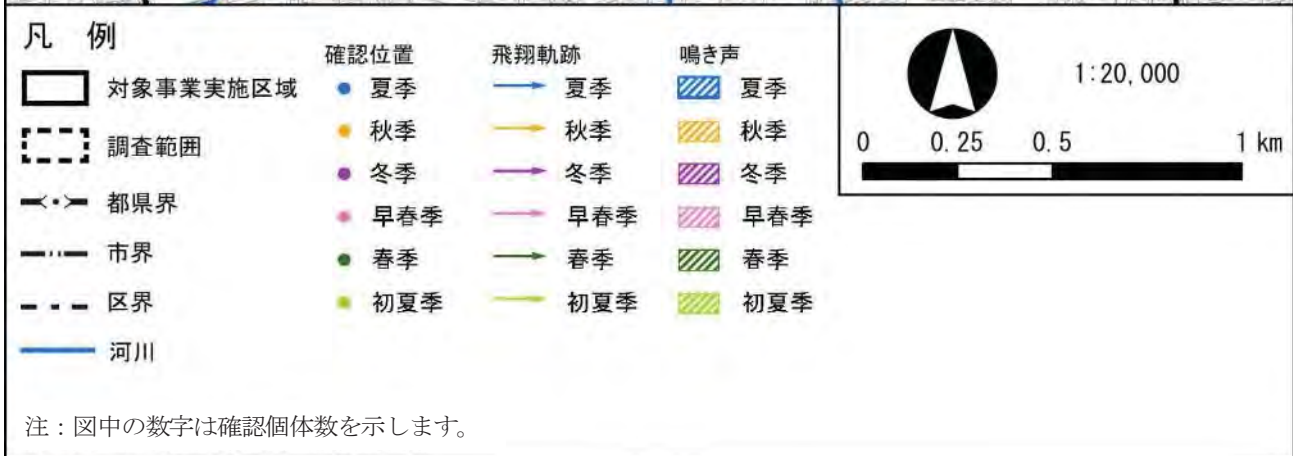 凡 例
対象事業実施区域
調査範囲
都県界
市界
区界
河川
確認位置
夏季
秋季
冬季
早春季
春季
初夏季
飛翔軌跡
夏季
秋季
冬季
早春季
春季
初夏季
鳴き声
夏季
秋季
冬季
早春季
春季
初夏季
1:20,000
0 0.25 0.5 1 km
注：図中の数字は確認個体数を示します。